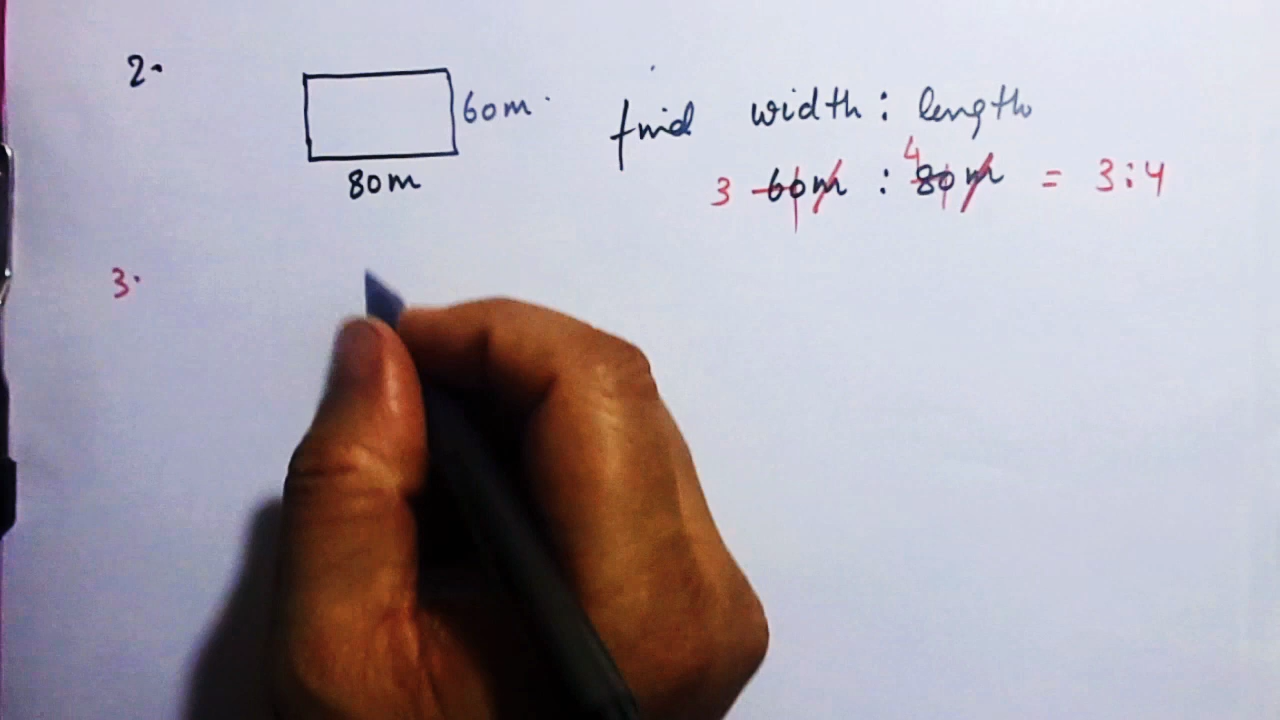 2.
60m
find width : length
80m
3 60m : 4 80m = 3:4
3.